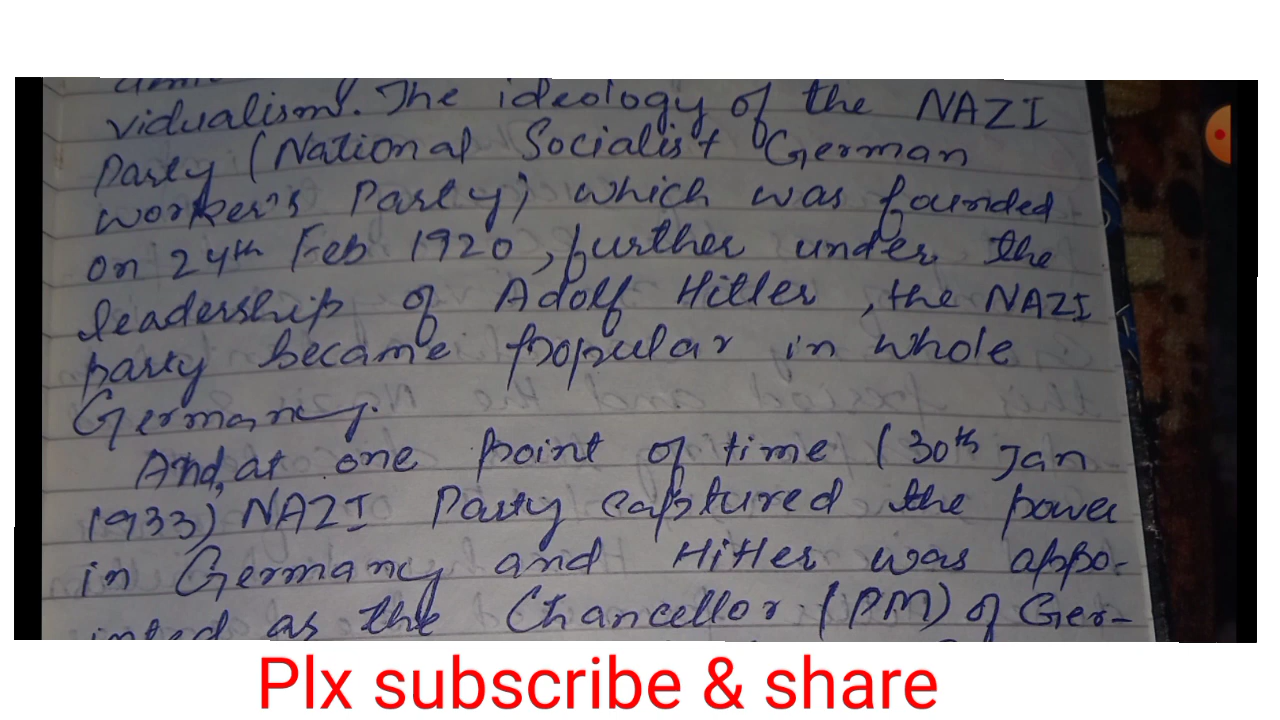 vidualism". The ideology of the NAZI
Party (National Socialist German
Worker's Party) which was founded
on 24th Feb 1920, further under the
leadership of Adolf Hitler, the NAZI
party became popular in whole
Germany.
And, at one point of time (30th Jan
1933) NAZI Party captured the power
in Germany and Hitler was appo-
inted as the Chancellor (PM) of Ger-
Plx subscribe & share